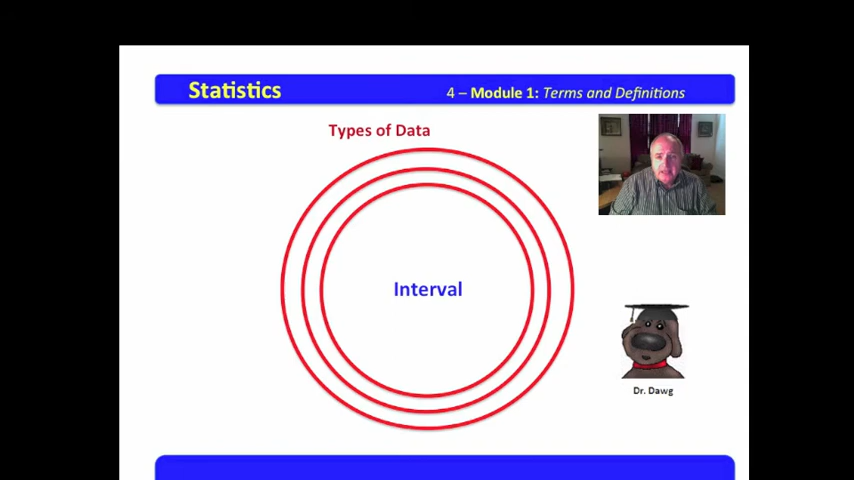 Statistics
4 – Module 1: Terms and Definitions
Types of Data
Interval
Dr. Dawg